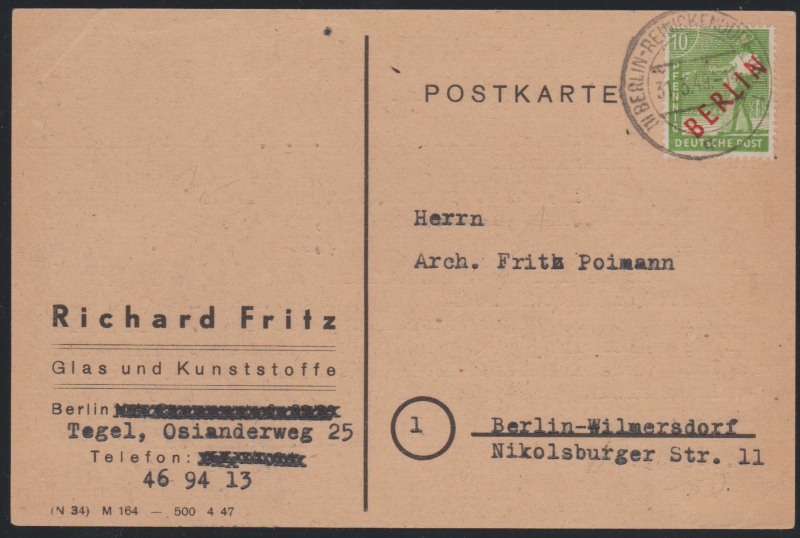 POSTKARTE
10
PFENNIG
BERLIN
DEUTSCHE POST
Herrn
Arch. Fritz Poimann
1
Berlin-Wilmersdorf
Nikolsburger Str. 11
Richard Fritz
Glas und Kunststoffe
Berlin
Tegel, Osianderweg 25
Telefon:
46 94 13
(N 34) M 164 — 500 4 47